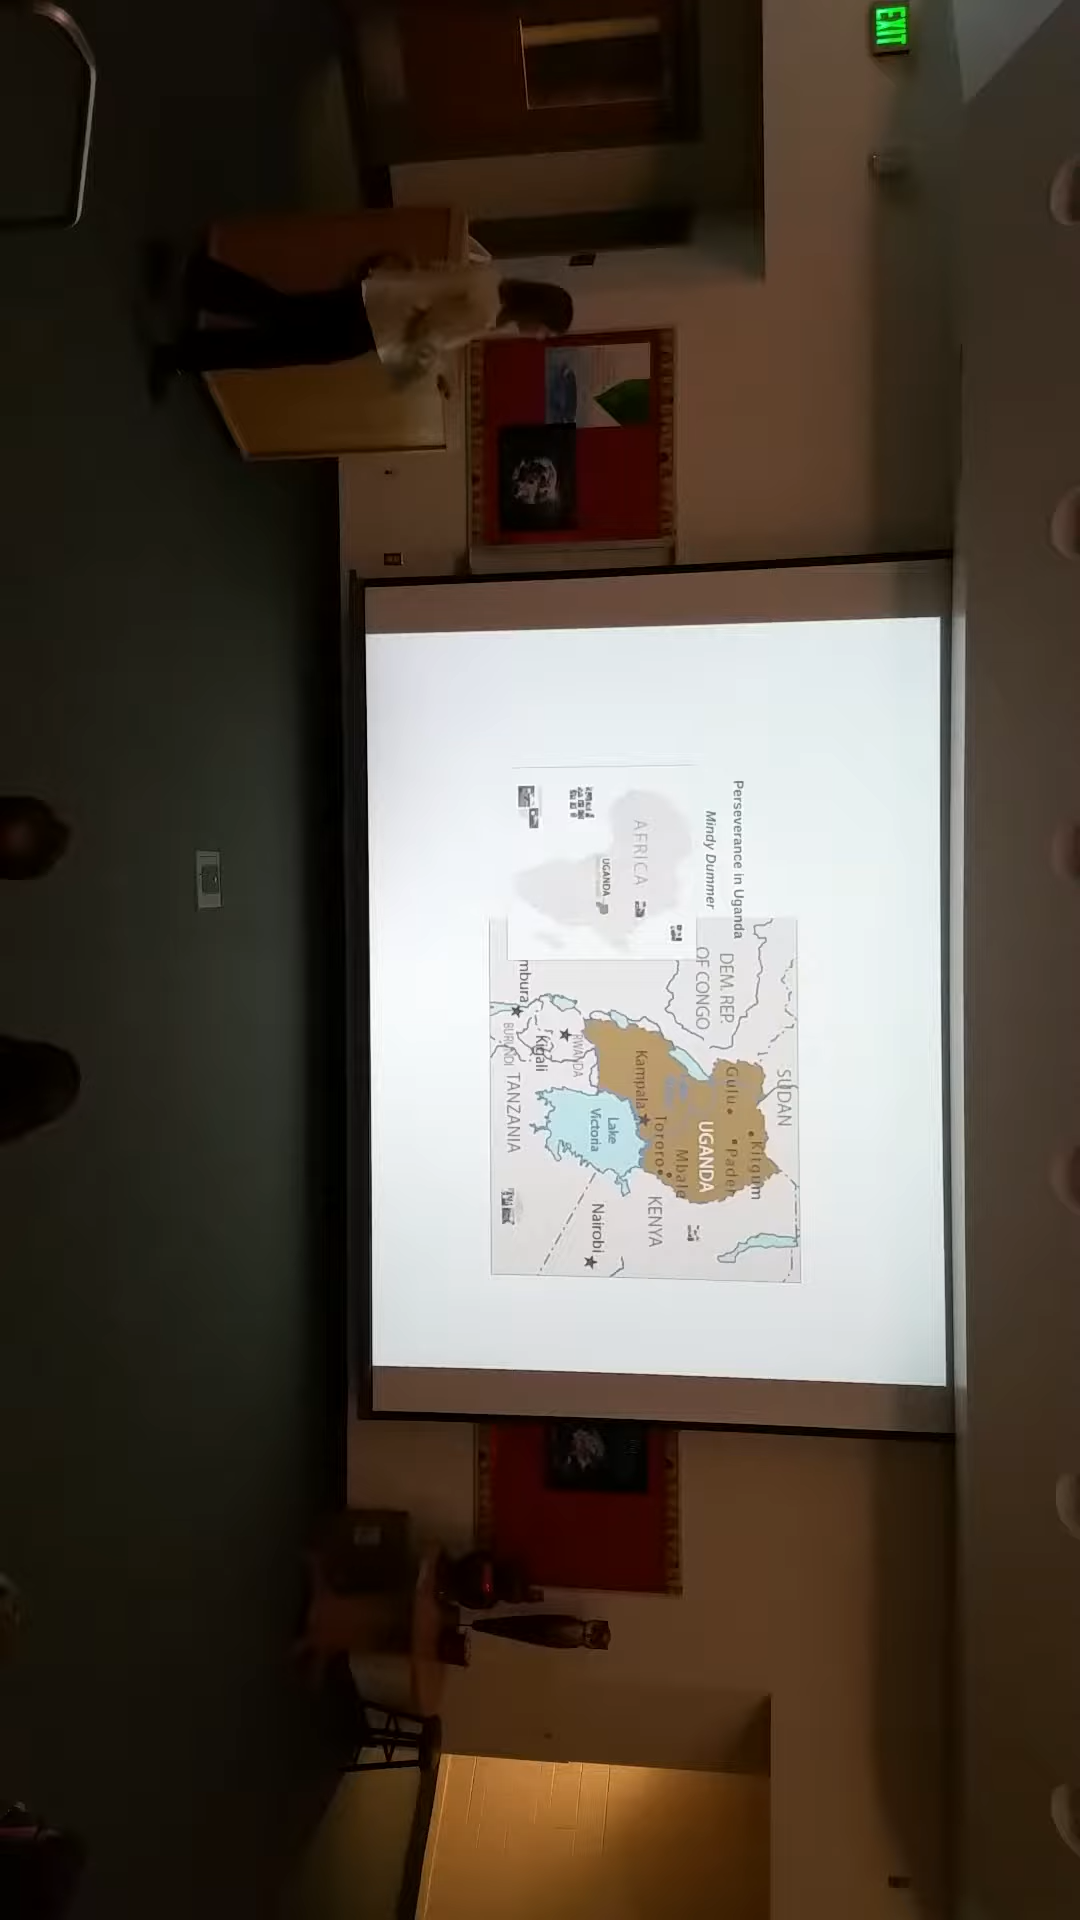 EXIT
Perseverance in Uganda
Mindy Dummer
AFRICA
UGANDA
SUDAN
DEM. REP.
OF CONGO
Gulu
Kitgum
Pader
UGANDA
Mbale
Tororo
Kampala
KENYA
Lake
Victoria
Nairobi
RWANDA
Kigali
mbura
BURUNDI
TANZANIA